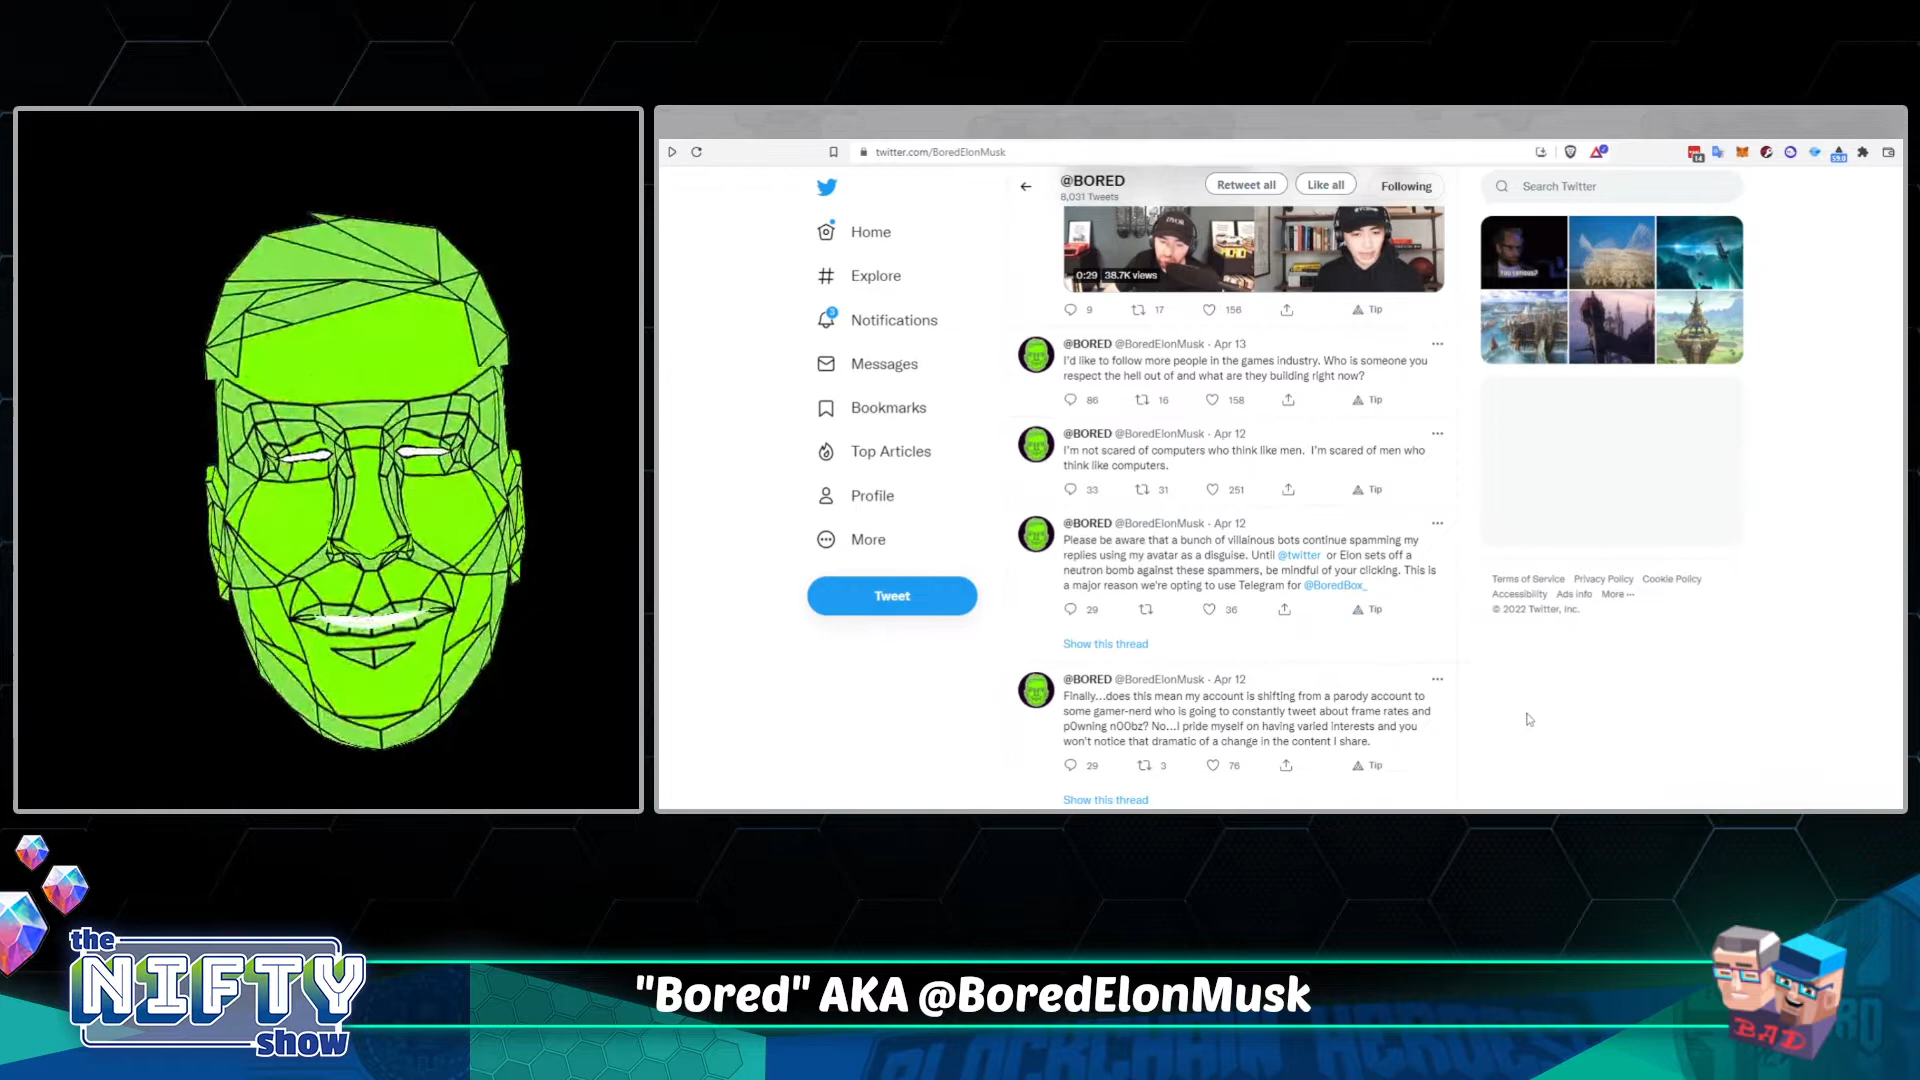 twitter.com/BoredElonMusk
14
59.0
@BORED
8,031 Tweets
Retweet all
Like all
Following
Search Twitter
Home
Explore
3
Notifications
Messages
Bookmarks
Top Articles
Profile
More
Tweet
0:29 38.7K views
9 17 156 Tip
@BORED @BoredElonMusk · Apr 13
I'd like to follow more people in the games industry. Who is someone you
respect the hell out of and what are they building right now?
86 16 158 Tip
@BORED @BoredElonMusk · Apr 12
I'm not scared of computers who think like men. I'm scared of men who
think like computers.
33 31 251 Tip
@BORED @BoredElonMusk · Apr 12
Please be aware that a bunch of villainous bots continue spamming my
replies using my avatar as a disguise. Until @twitter or Elon sets off a
neutron bomb against these spammers, be mindful of your clicking. This is
a major reason we're opting to use Telegram for @BoredBox_
29 36 Tip
Show this thread
@BORED @BoredElonMusk · Apr 12
Finally...does this mean my account is shifting from a parody account to
some gamer-nerd who is going to constantly tweet about frame rates and
p0wning n00bz? No...I pride myself on having varied interests and you
won't notice that dramatic of a change in the content I share.
29 3 76 Tip
Show this thread
You serious?
Terms of Service Privacy Policy Cookie Policy
Accessibility Ads info More ···
© 2022 Twitter, Inc.
the
NIFTY
show
"Bored" AKA @BoredElonMusk
BAD
BLOCKCHAIN HEROES